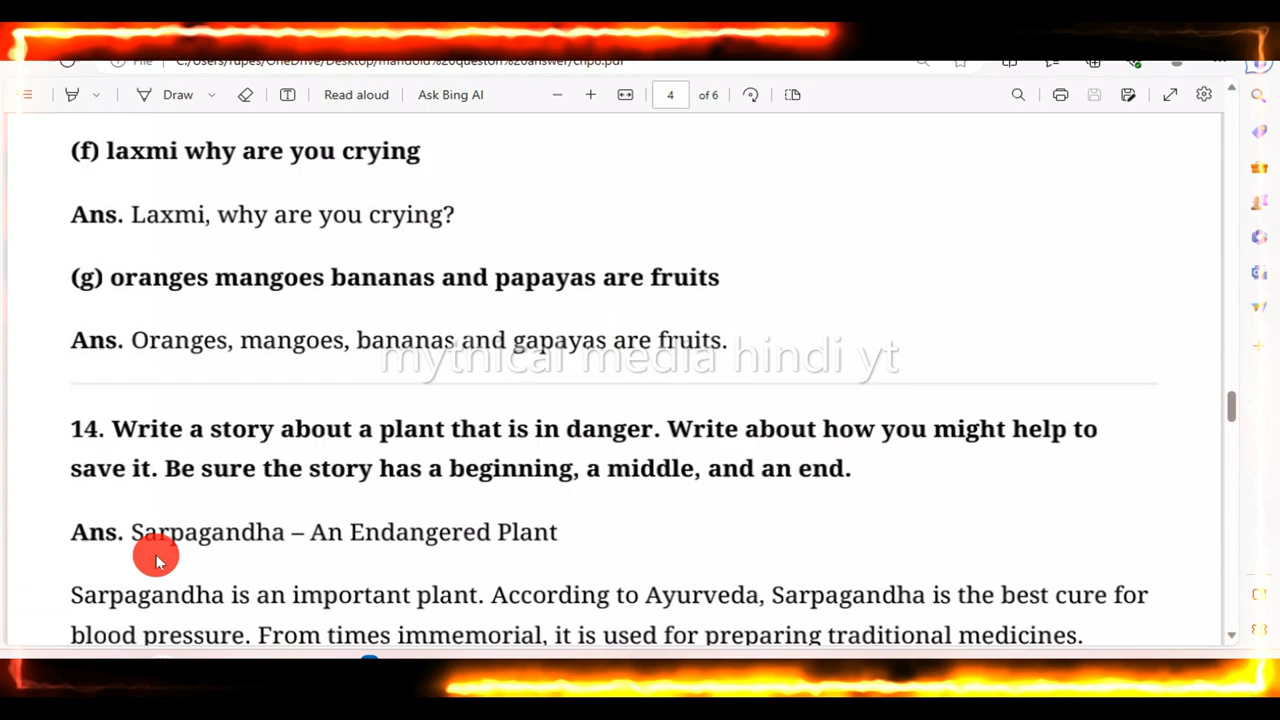 File C:/Users/rupes/OneDrive/Desktop/
Draw Read aloud Ask Bing AI 4 of 6
(f) laxmi why are you crying
Ans. Laxmi, why are you crying?
(g) oranges mangoes bananas and papayas are fruits
Ans. Oranges, mangoes, bananas and gapayas are fruits.
mythical media hindi yt
14. Write a story about a plant that is in danger. Write about how you might help to
save it. Be sure the story has a beginning, a middle, and an end.
Ans. Sarpagandha – An Endangered Plant
Sarpagandha is an important plant. According to Ayurveda, Sarpagandha is the best cure for
blood pressure. From times immemorial, it is used for preparing traditional medicines.